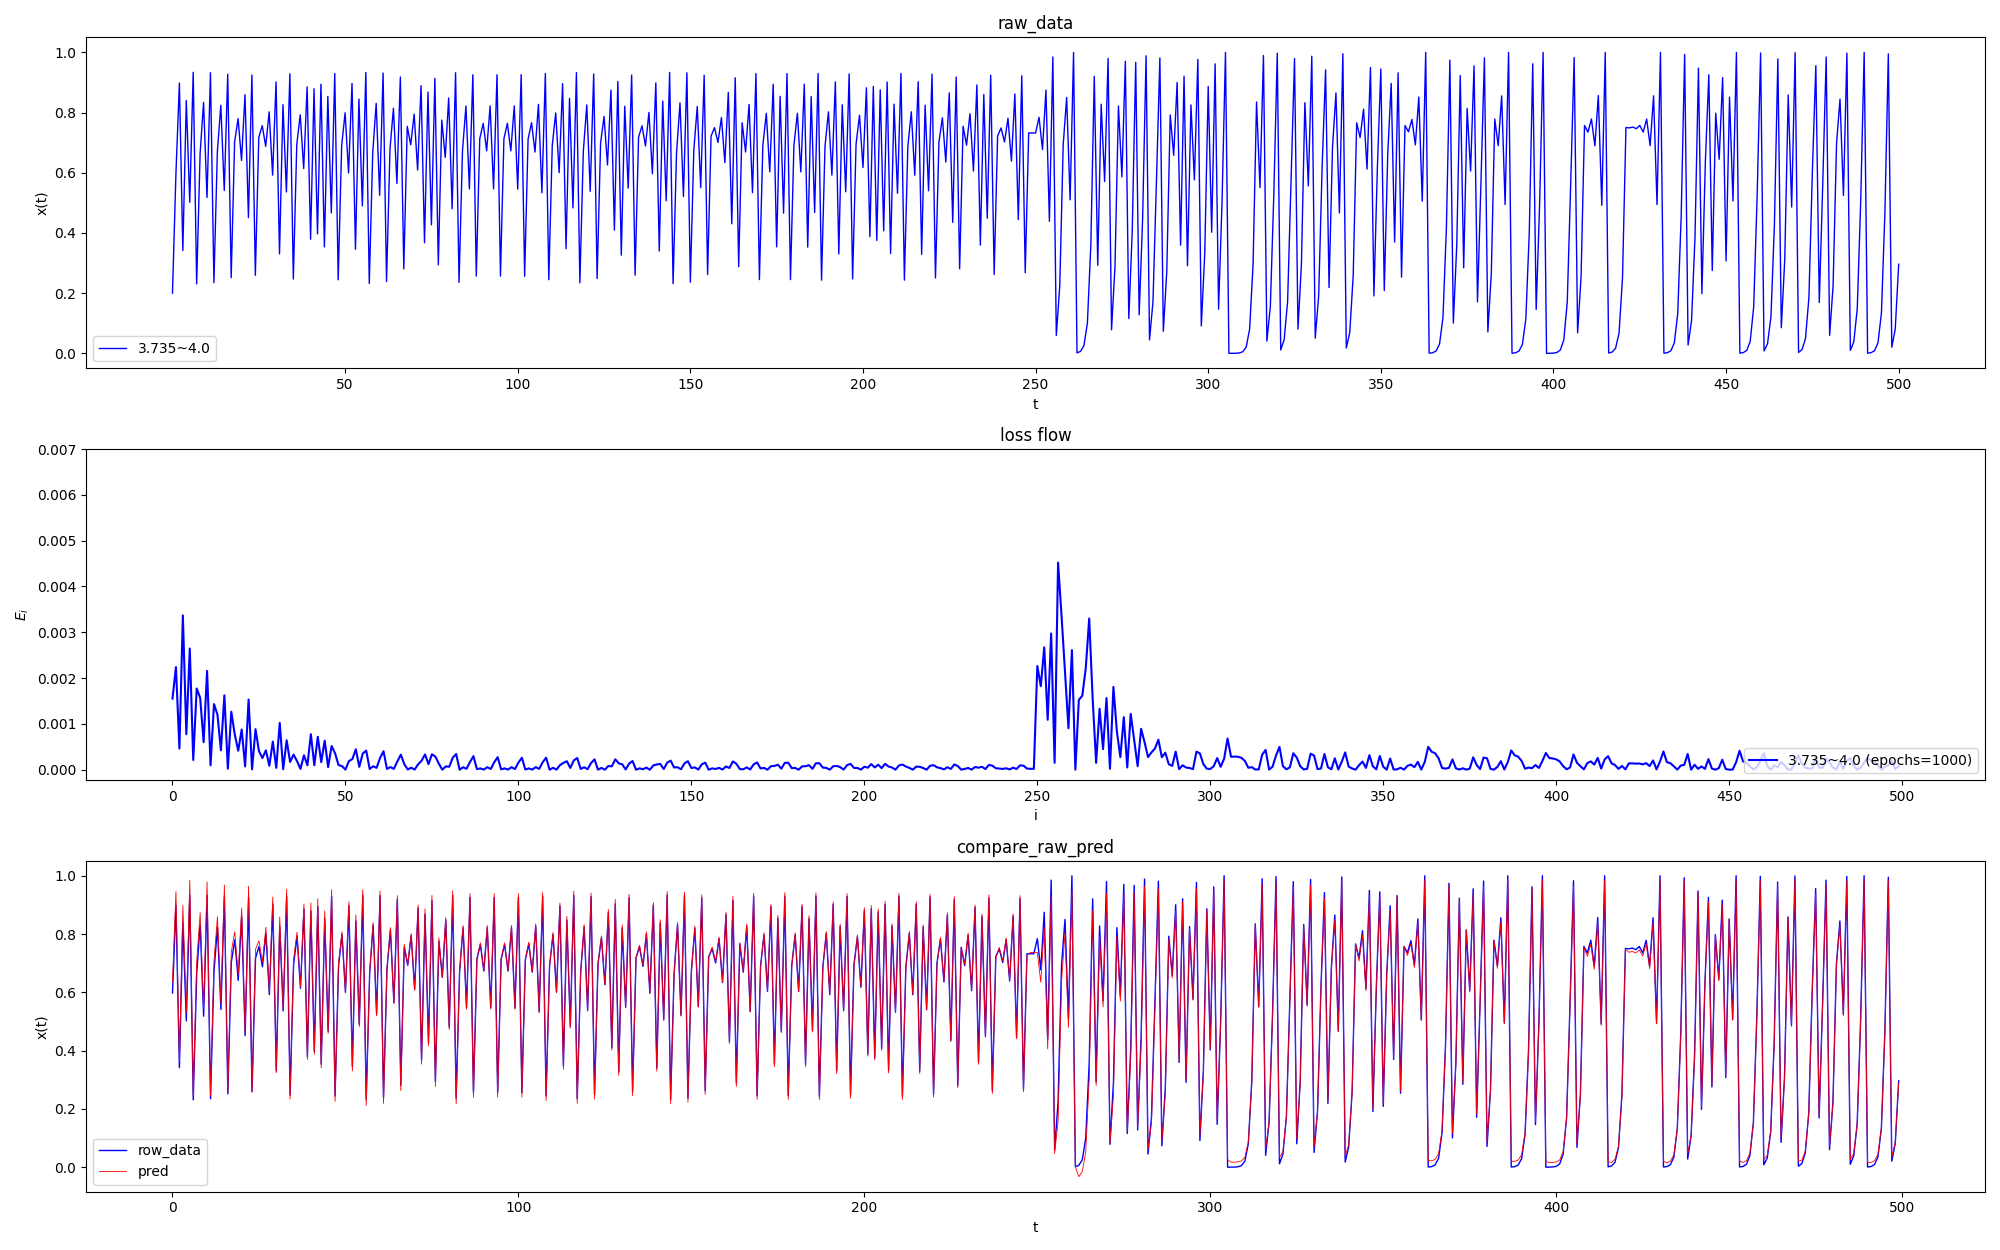 raw_data
1.0
0.8
0.6
0.4
0.2
0.0
x(t)
3.735~4.0
50 100 150 200 250 300 350 400 450 500
t
loss flow
0.007
0.006
0.005
0.004
0.003
0.002
0.001
0.000
E_i
3.735~4.0 (epochs=1000)
0 50 100 150 200 250 300 350 400 450 500
i
compare_raw_pred
1.0
0.8
0.6
0.4
0.2
0.0
x(t)
row_data
pred
0 100 200 300 400 500
t